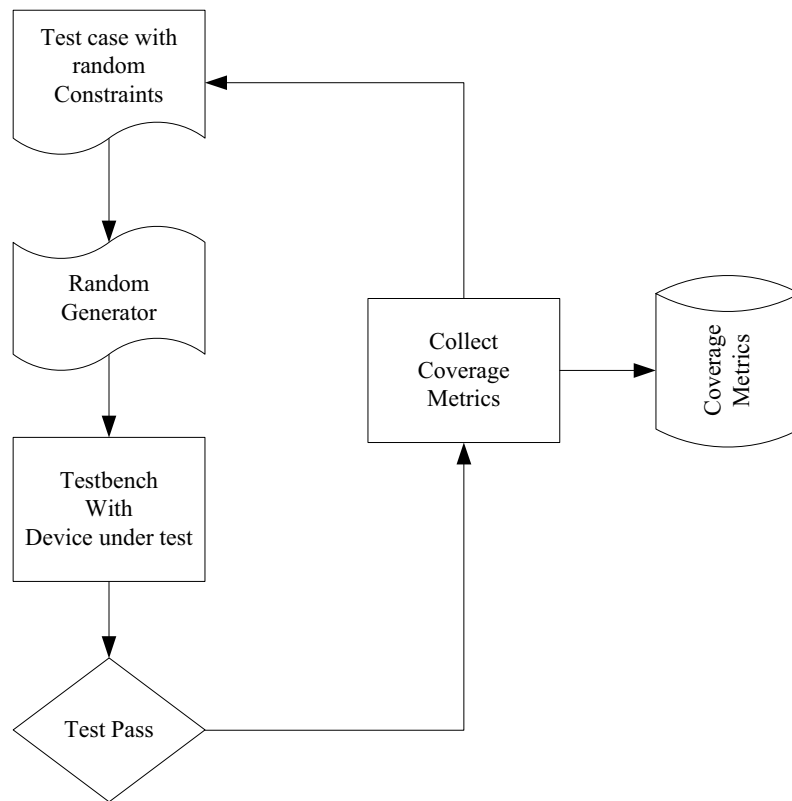 Test case with
random
Constraints
Random
Generator
Testbench
With
Device under test
Test Pass
Collect
Coverage
Metrics
Coverage
Metrics